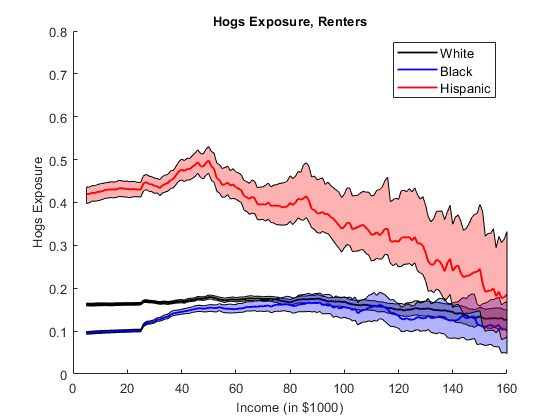 Hogs Exposure, Renters
White
Black
Hispanic
Hogs Exposure
0.8
0.7
0.6
0.5
0.4
0.3
0.2
0.1
0
0 20 40 60 80 100 120 140 160
Income (in $1000)